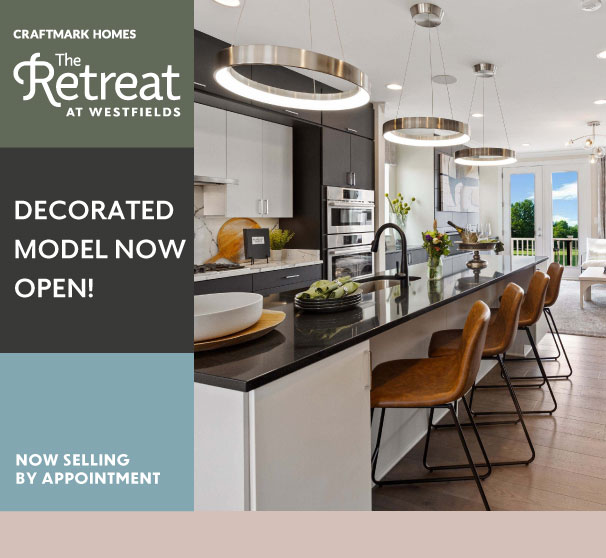 CRAFTMARK HOMES
The
Retreat
AT WESTFIELDS
DECORATED
MODEL NOW
OPEN!
NOW SELLING
BY APPOINTMENT